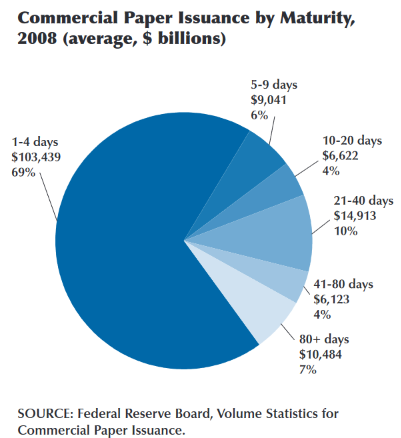 Commercial Paper Issuance by Maturity,
2008 (average, $ billions)
5-9 days
$9,041
6%
10-20 days
$6,622
4%
1-4 days
$103,439
69%
21-40 days
$14,913
10%
41-80 days
$6,123
4%
80+ days
$10,484
7%
SOURCE: Federal Reserve Board, Volume Statistics for
Commercial Paper Issuance.